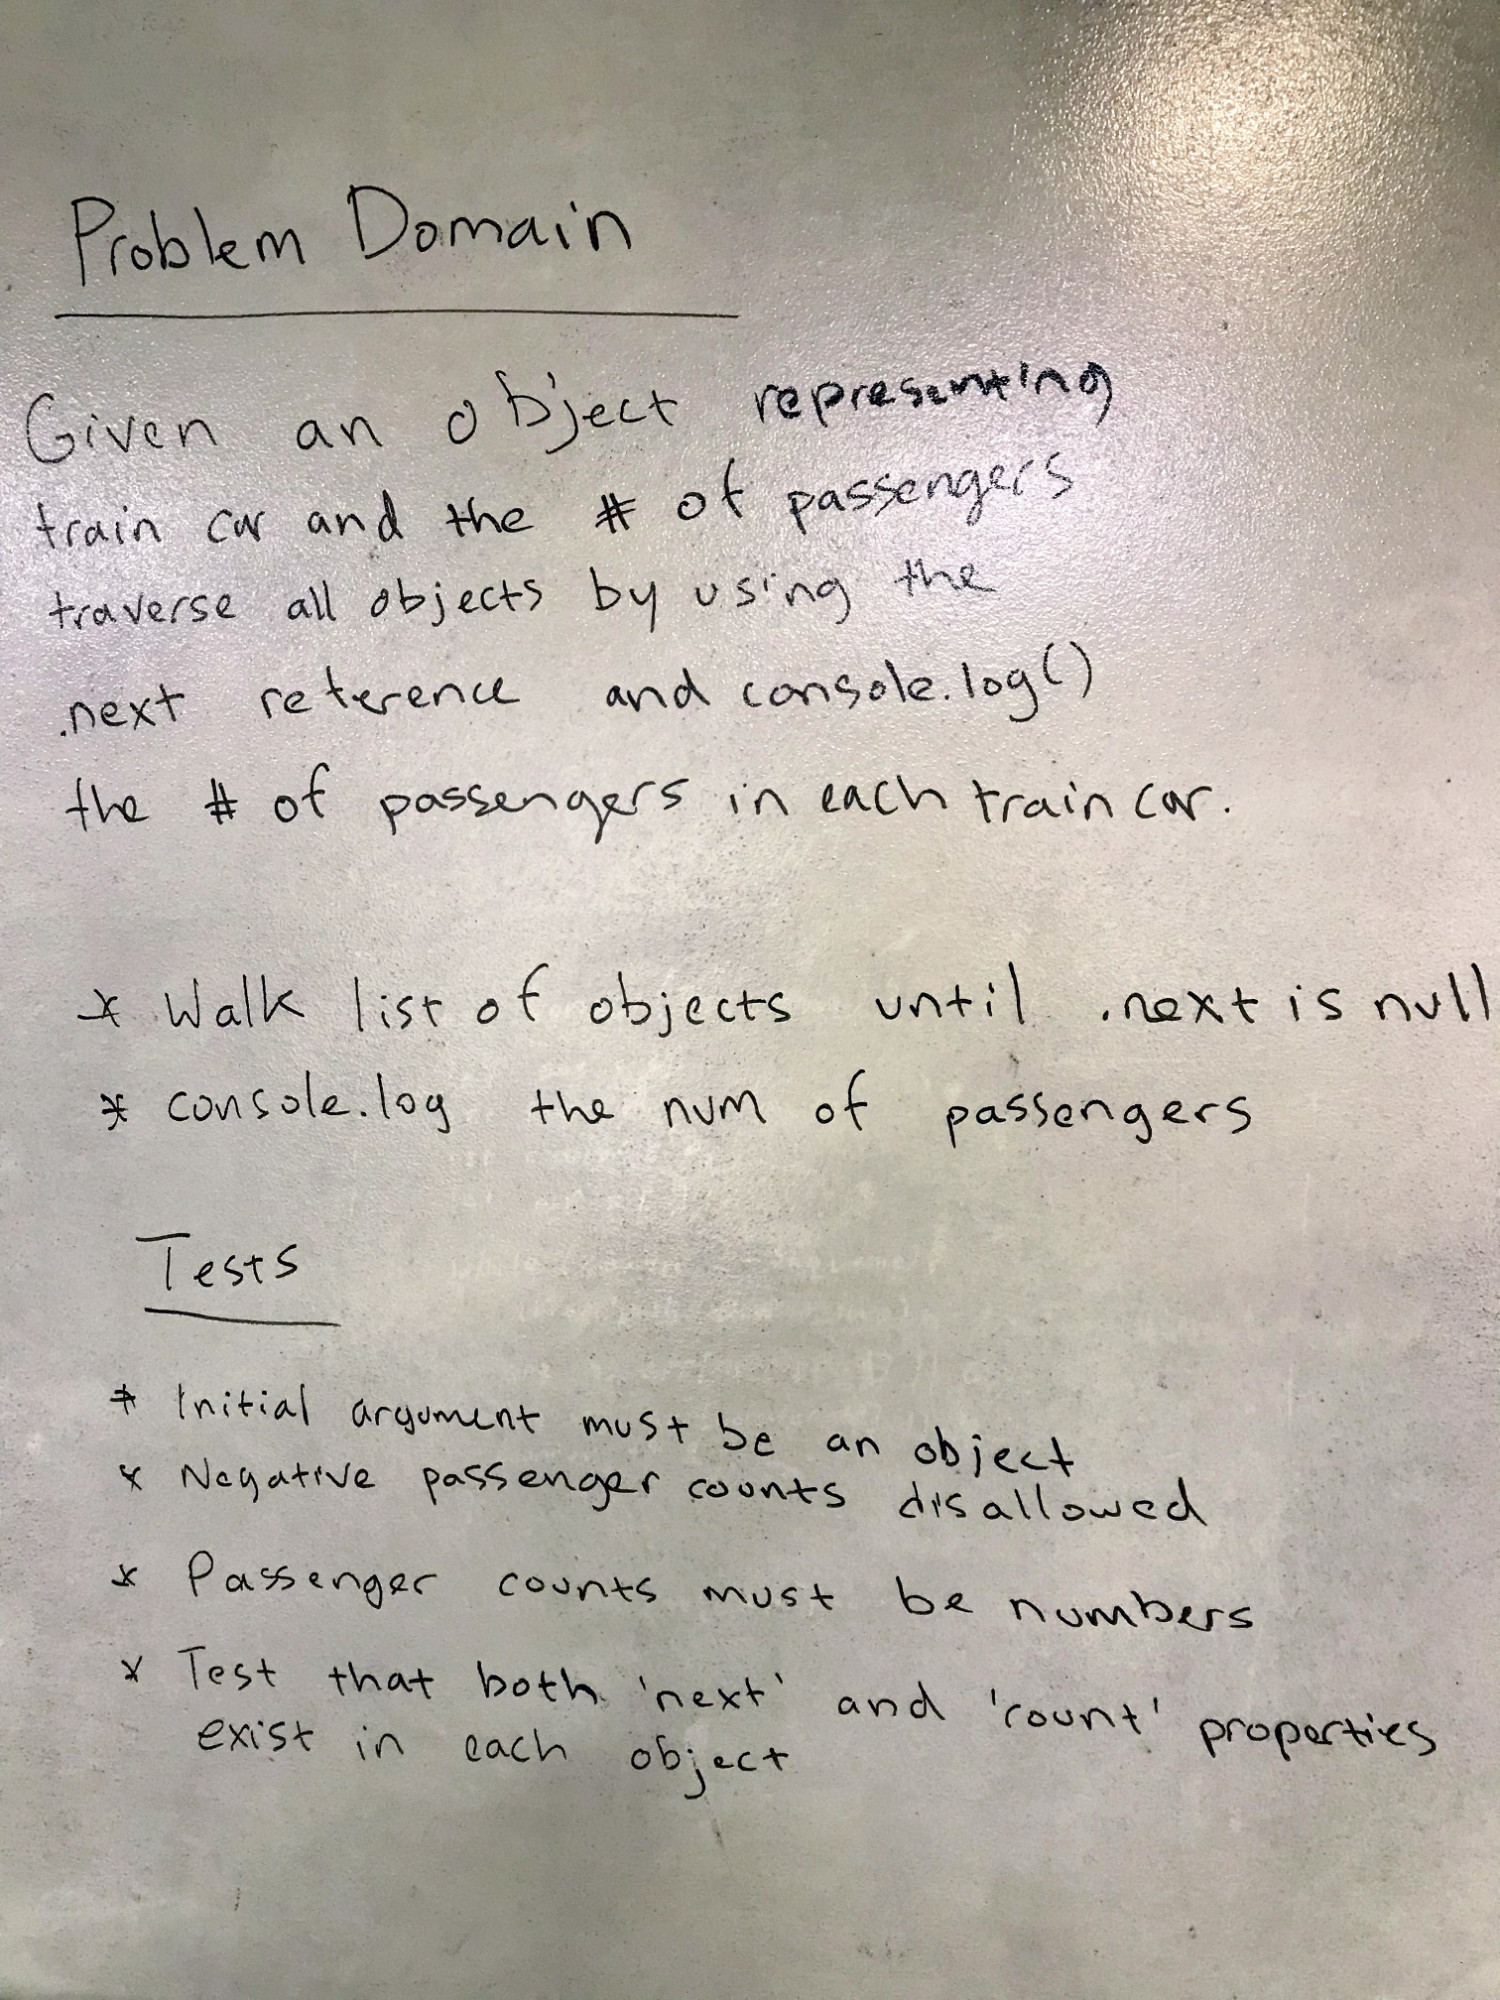 Problem Domain
Given an object representing
train car and the # of passengers
traverse all objects by using the
.next reference and console.log()
the # of passengers in each train car.
* Walk list of objects until .next is null
* console.log the num of passengers
Tests
* Initial argument must be an object
* Negative passenger counts disallowed
* Passenger counts must be numbers
* Test that both 'next' and 'count' properties
exist in each object